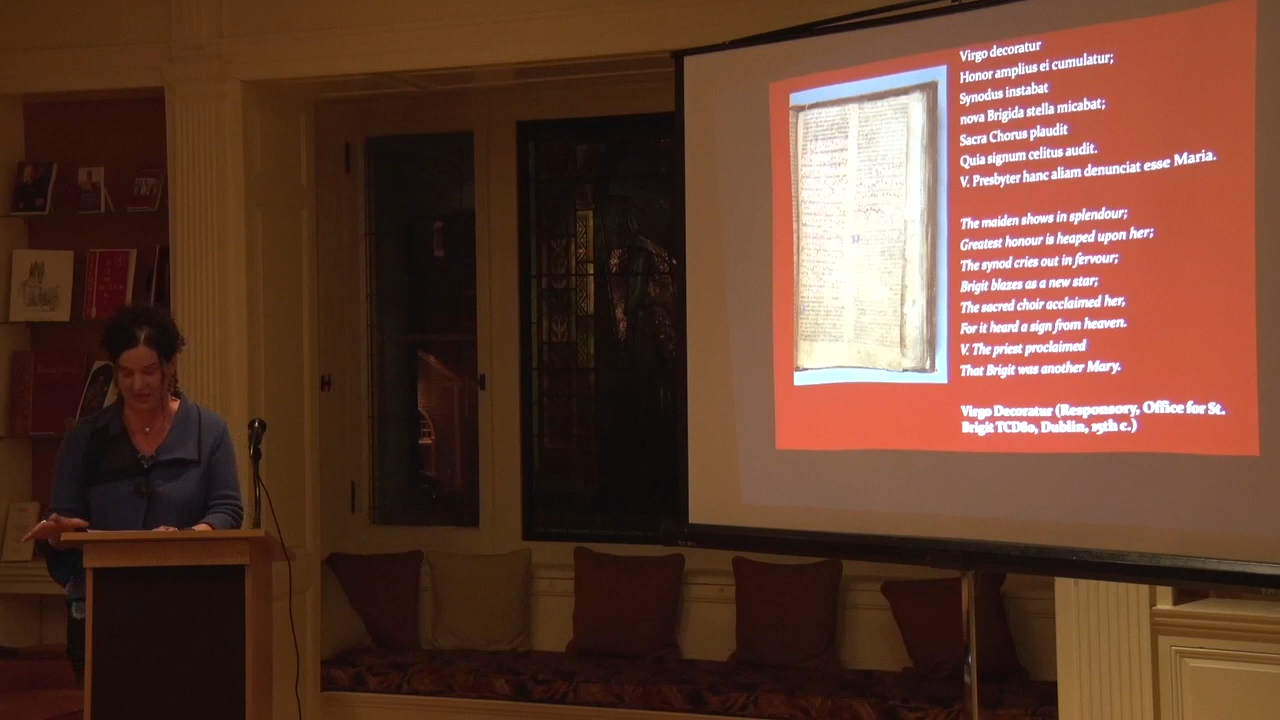 Virgo decoratur
Honor amplius ei cumulatur;
Synodus instabat
nova Brigida stella micabat;
Sacra Chorus plaudit
Quia signum celitus audit.
V. Presbyter hanc aliam denunciat esse Maria.
The maiden shows in splendour;
Greatest honour is heaped upon her;
The synod cries out in fervour;
Brigit blazes as a new star;
The sacred choir acclaimed her,
For it heard a sign from heaven.
V. The priest proclaimed
That Brigit was another Mary.
Virgo Decoratur (Responsory, Office for St.
Brigit TCD80, Dublin, 15th c.)